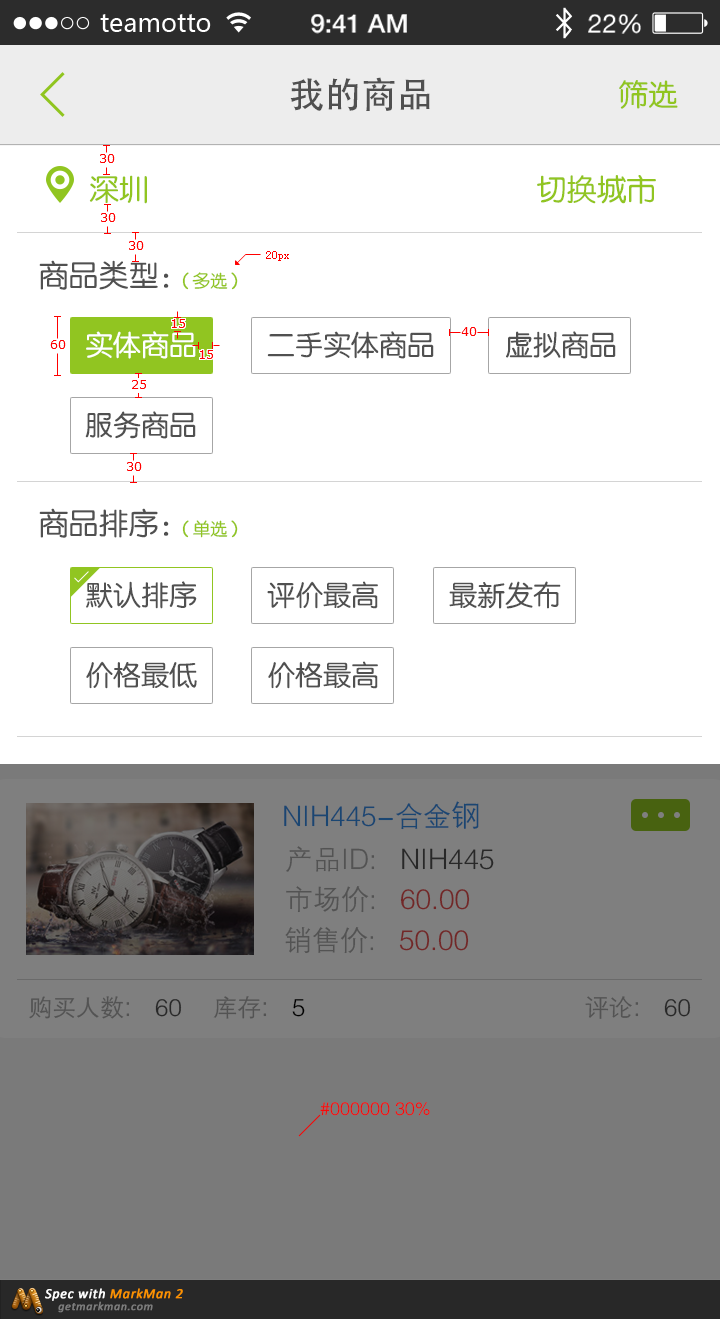 teamotto 9:41 AM 22%
我的商品 筛选
30
深圳 切换城市
30
30
商品类型：（多选） 20px
60 实体商品 15 15 二手实体商品 40 虚拟商品
25
服务商品
30
商品排序：（单选）
默认排序 评价最高 最新发布
价格最低 价格最高
NIH445-合金钢
产品ID: NIH445
市场价: 60.00
销售价: 50.00
购买人数: 60 库存: 5 评论: 60
#000000 30%
Spec with MarkMan 2
getmarkman.com